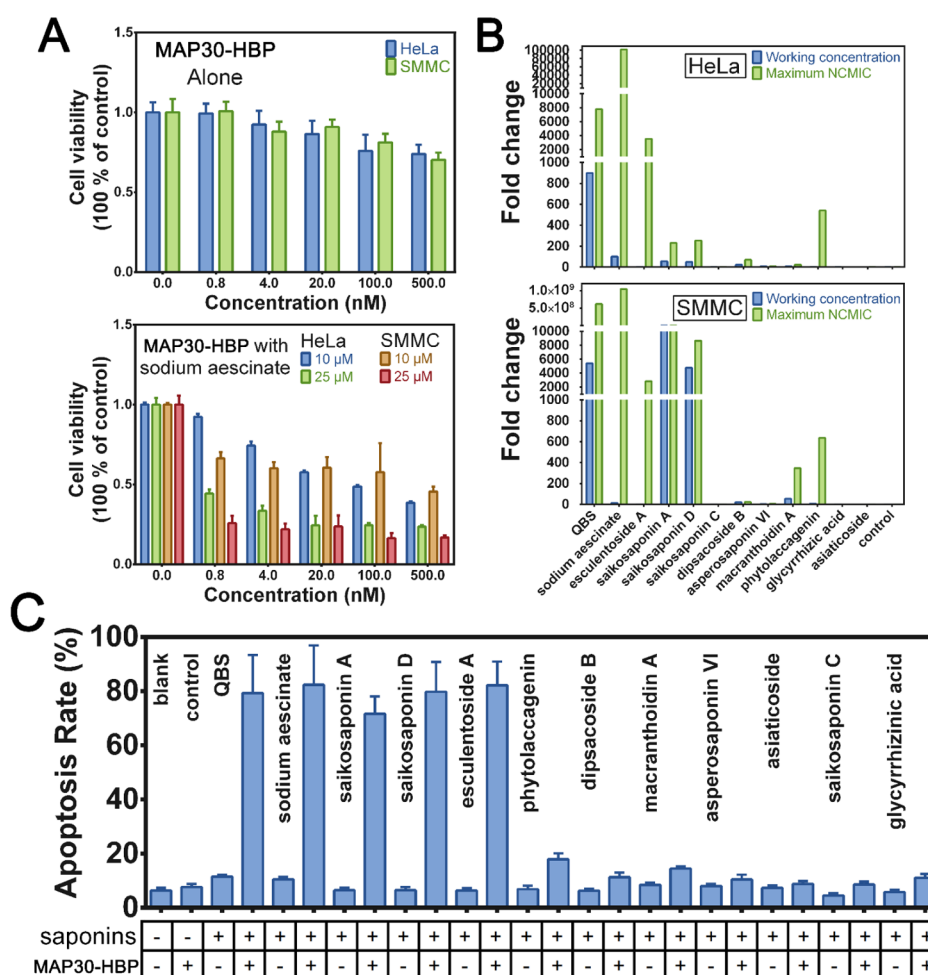 A
MAP30-HBP
Alone
HeLa
SMMC
Cell viability
(100 % of control)
1.5
1.0
0.5
0.0
0.0 0.8 4.0 20.0 100.0 500.0
Concentration (nM)
MAP30-HBP with
sodium aescinate
HeLa SMMC
10 μM 10 μM
25 μM 25 μM
Cell viability
(100 % of control)
1.5
1.0
0.5
0.0
0.0 0.8 4.0 20.0 100.0 500.0
Concentration (nM)
B
HeLa
Working concentration
Maximum NCMIC
Fold change
100000
80000
60000
40000
20000
10000
8000
6000
4000
2000
1000
800
600
400
200
0
SMMC
Working concentration
Maximum NCMIC
Fold change
1.0×10⁹
5.0×10⁸
10000
8000
6000
4000
2000
1000
800
600
400
200
0
QBS
sodium aescinate
esculentoside A
saikosaponin A
saikosaponin D
saikosaponin C
dipsacoside B
asperosaponin VI
macranthoidin A
phytolaccagenin
glycyrrhizic acid
asiaticoside
control
C
Apoptosis Rate (%)
100
80
60
40
20
0
blank
control
QBS
sodium aescinate
saikosaponin A
saikosaponin D
esculentoside A
phytolaccagenin
dipsacoside B
macranthoidin A
asperosaponin VI
asiaticoside
saikosaponin C
glycyrrhizinic acid
saponins - - + + + + + + + + + + + + + + + + + + + + + + + +
MAP30-HBP - + - + - + - + - + - + - + - + - + - + - + - + - +